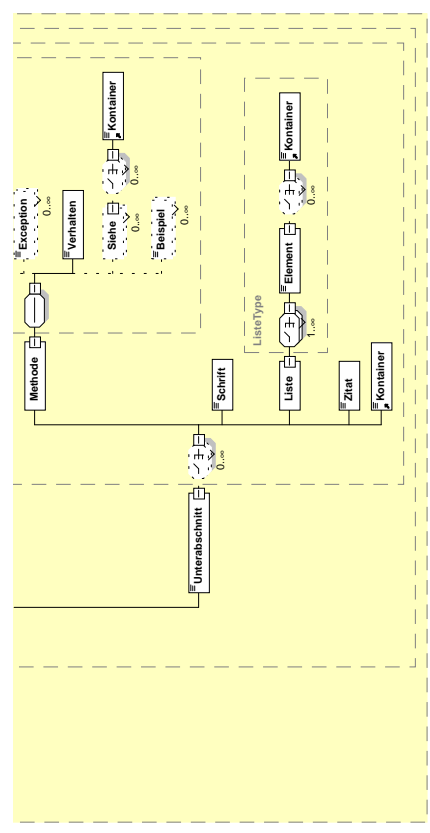 Kontainer
0..∞
Exception
0..∞
Verhalten
Siehe
0..∞
Beispiel
0..∞
Kontainer
0..∞
Element
1..∞
ListeType
Methode
Schrift
Liste
Zitat
Kontainer
0..∞
Unterabschnitt